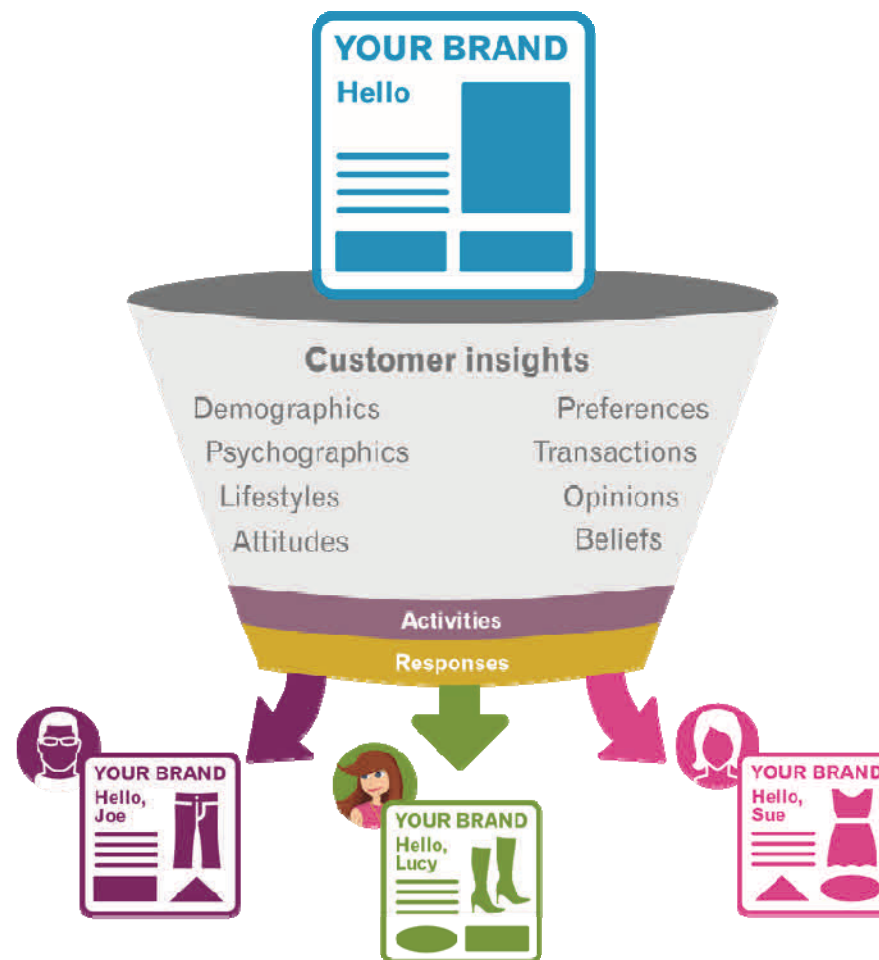 YOUR BRAND
Hello
Customer insights
Demographics
Psychographics
Lifestyles
Attitudes
Preferences
Transactions
Opinions
Beliefs
Activities
Responses
YOUR BRAND
Hello,
Joe
YOUR BRAND
Hello,
Lucy
YOUR BRAND
Hello,
Sue